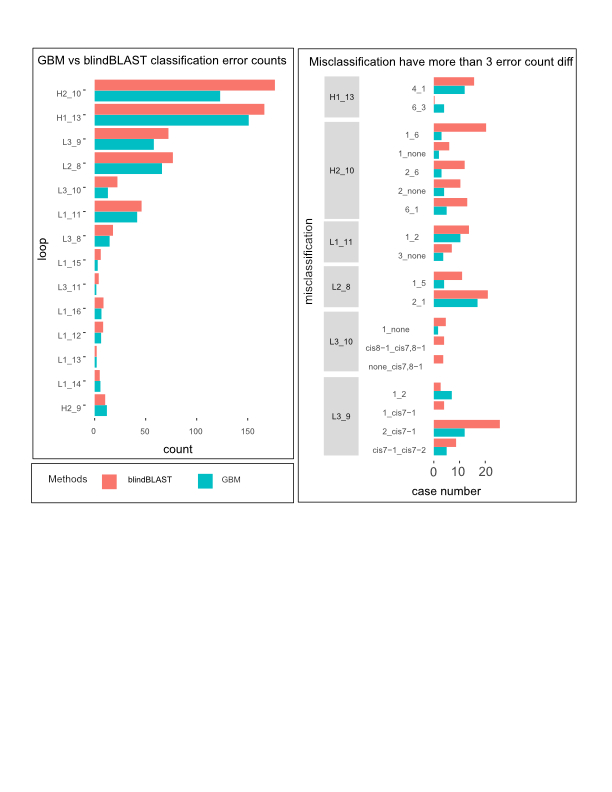 GBM vs blindBLAST classification error counts
H2_10
H1_13
L3_9
L2_8
L3_10
L1_11
L3_8
L1_15
L3_11
L1_16
L1_12
L1_13
L1_14
H2_9
loop
0 50 100 150
count
Methods blindBLAST GBM
Misclassification have more than 3 error count diff
H1_13
4_1
6_3
H2_10
1_6
1_none
2_6
2_none
6_1
L1_11
1_2
3_none
L2_8
1_5
2_1
L3_10
1_none
cis8−1_cis7,8−1
none_cis7,8−1
L3_9
1_2
1_cis7−1
2_cis7−1
cis7−1_cis7−2
misclassification
0 10 20
case number